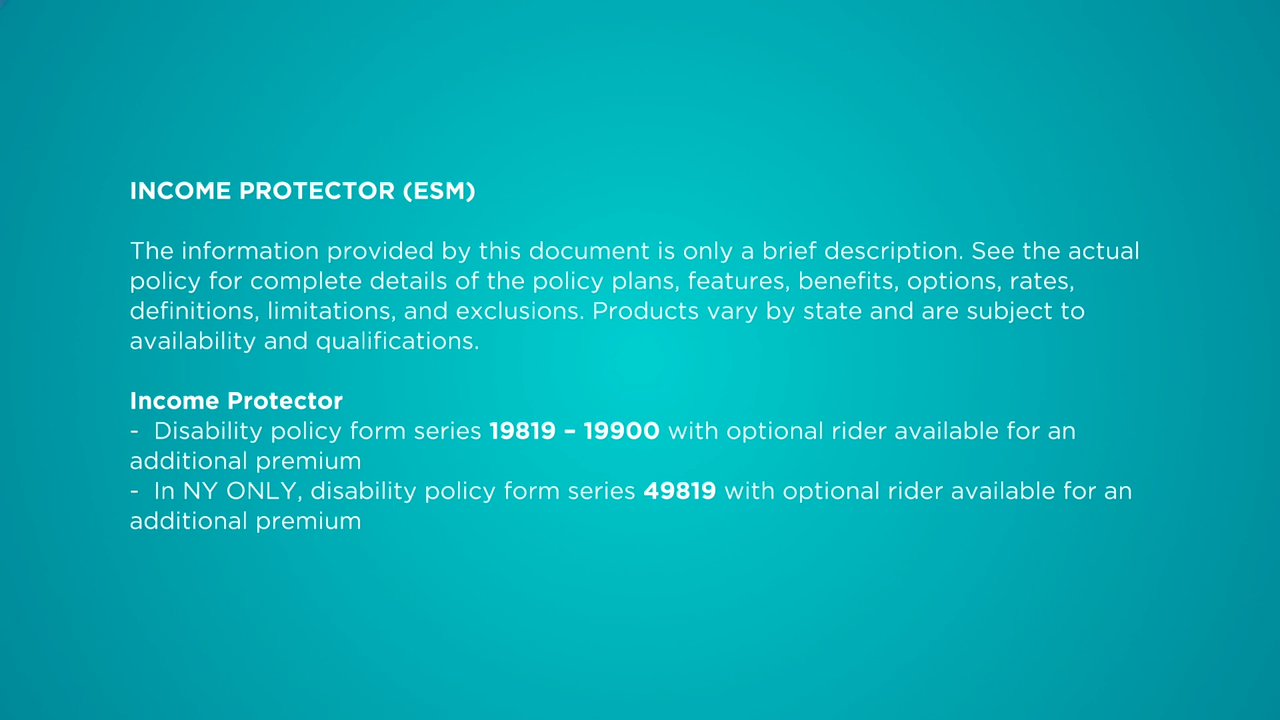 INCOME PROTECTOR (ESM)
The information provided by this document is only a brief description. See the actual
policy for complete details of the policy plans, features, benefits, options, rates,
definitions, limitations, and exclusions. Products vary by state and are subject to
availability and qualifications.
Income Protector
- Disability policy form series 19819 – 19900 with optional rider available for an
additional premium
- In NY ONLY, disability policy form series 49819 with optional rider available for an
additional premium